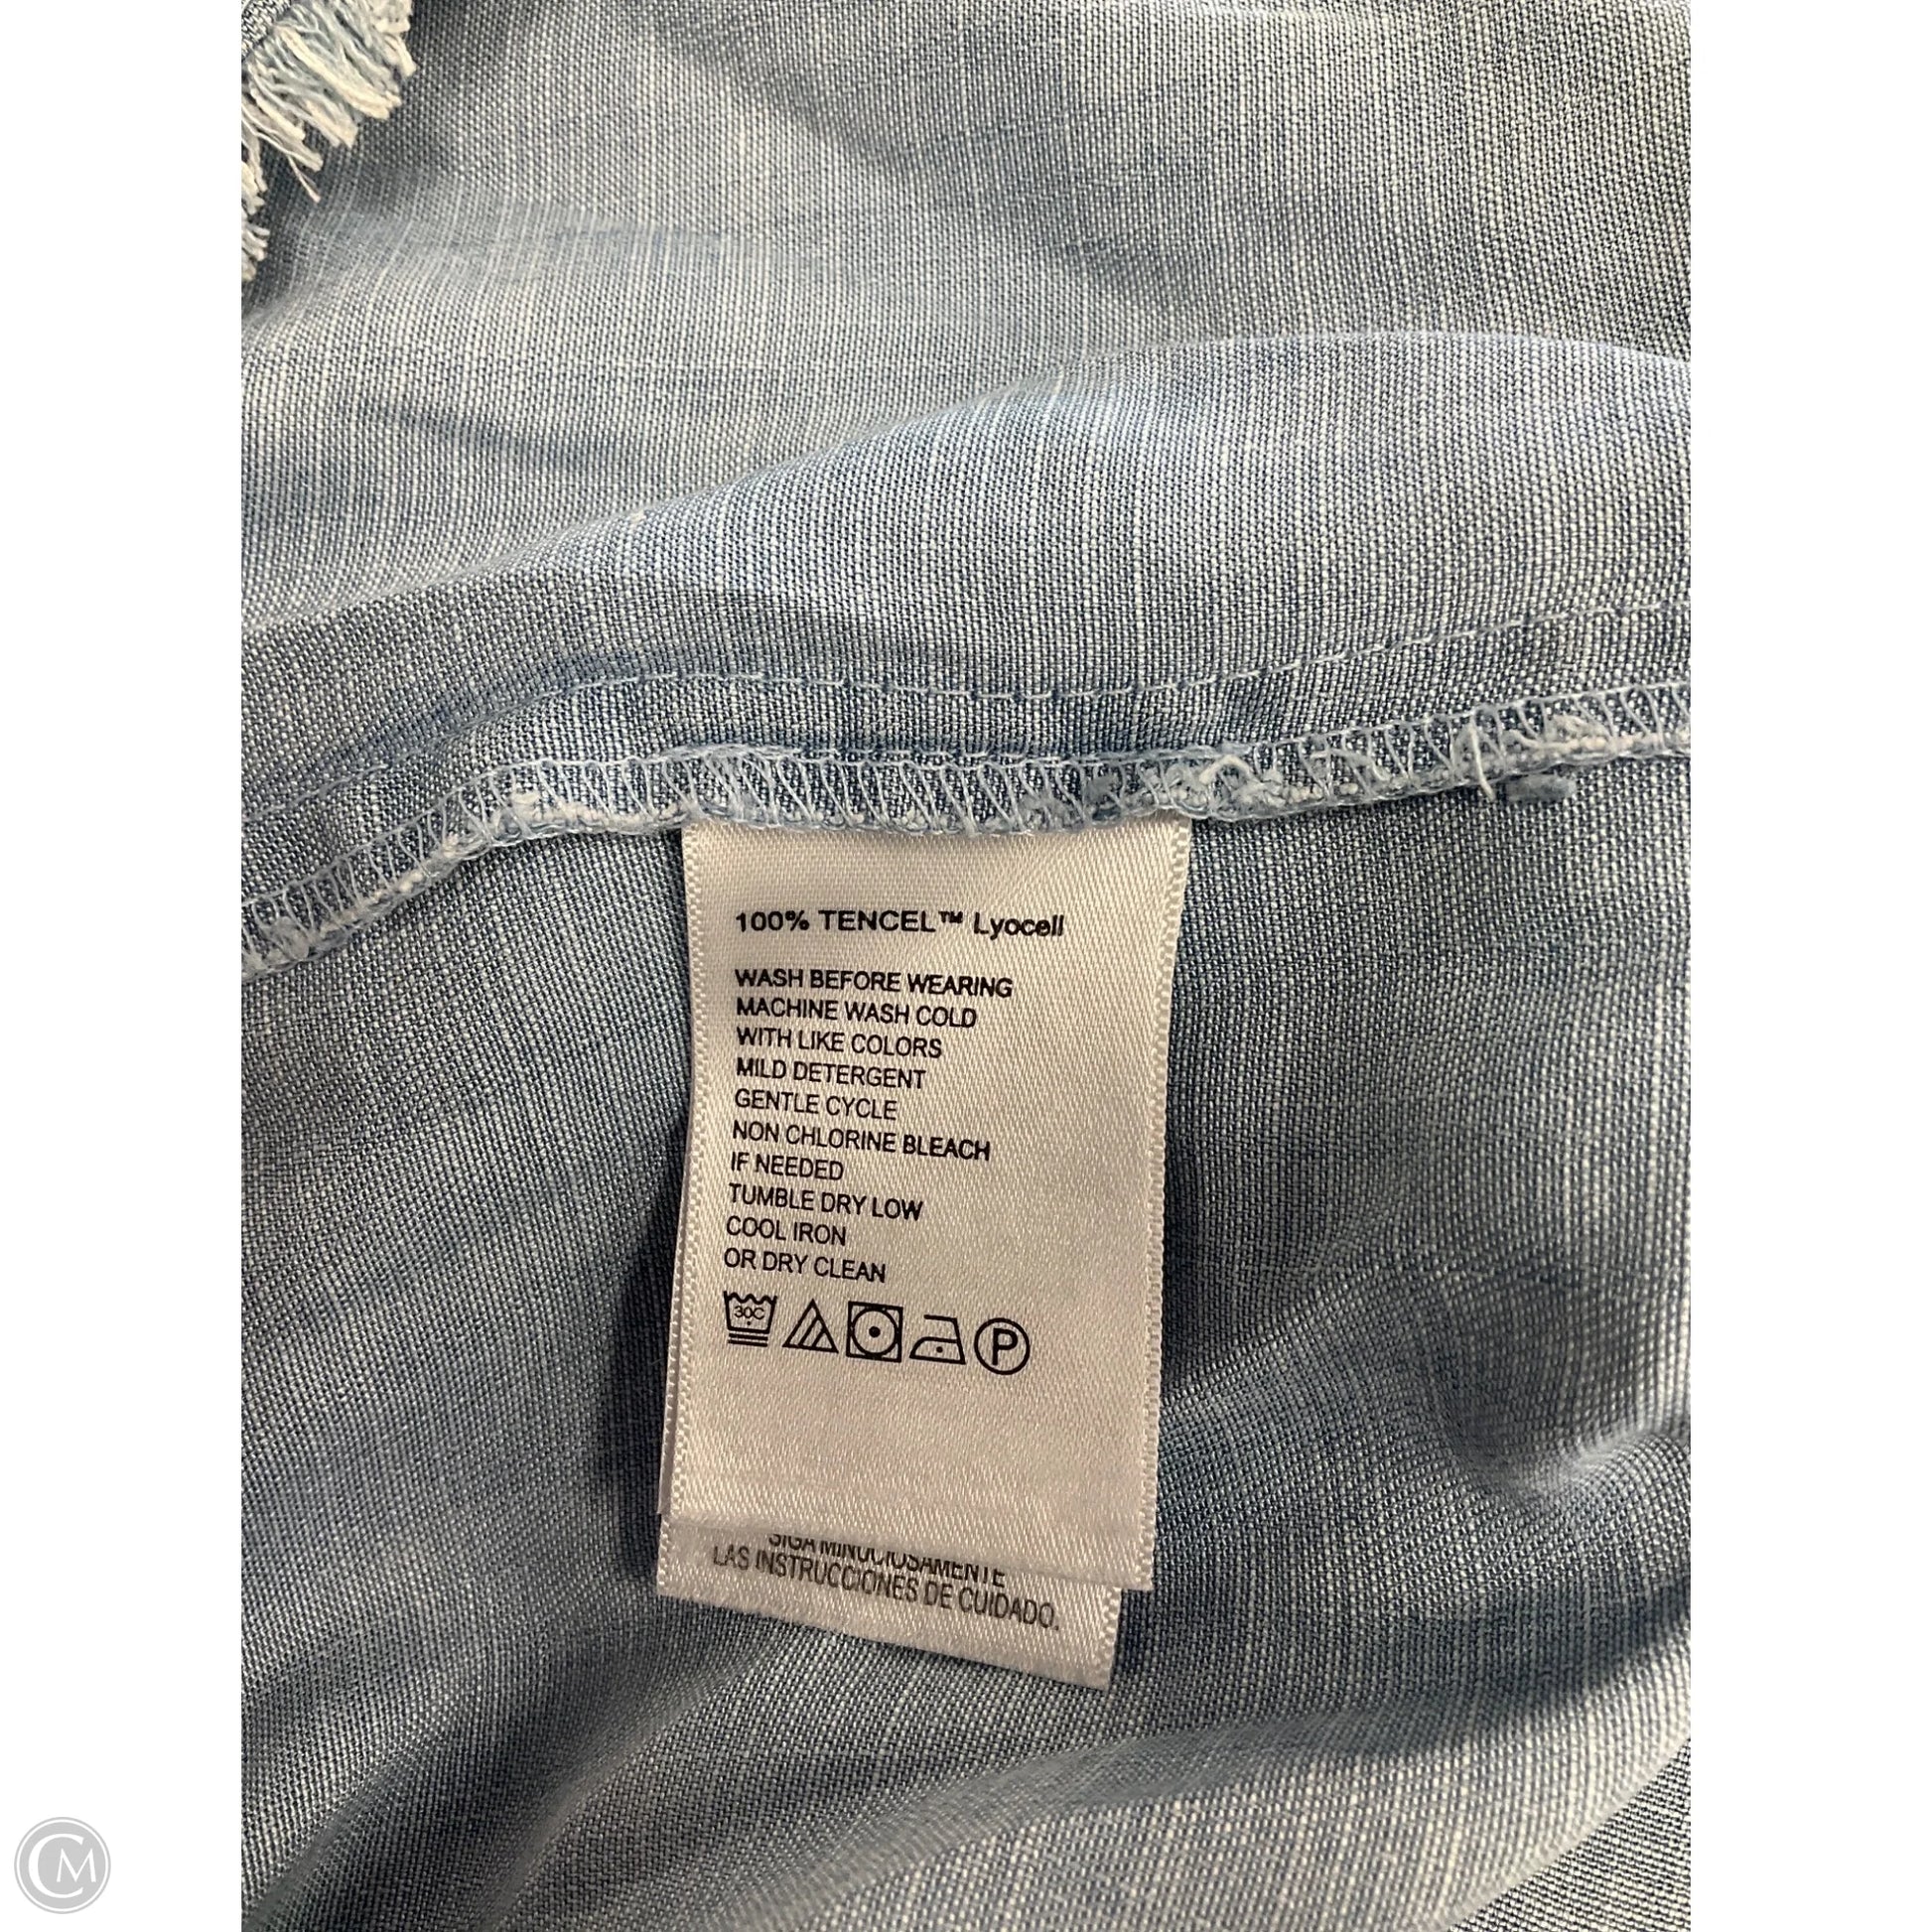 100% TENCEL™ Lyocell
WASH BEFORE WEARING
MACHINE WASH COLD
WITH LIKE COLORS
MILD DETERGENT
GENTLE CYCLE
NON CHLORINE BLEACH
IF NEEDED
TUMBLE DRY LOW
COOL IRON
OR DRY CLEAN
30C P
SIGA MINUCIOSAMENTE
LAS INSTRUCCIONES DE CUIDADO.
CM